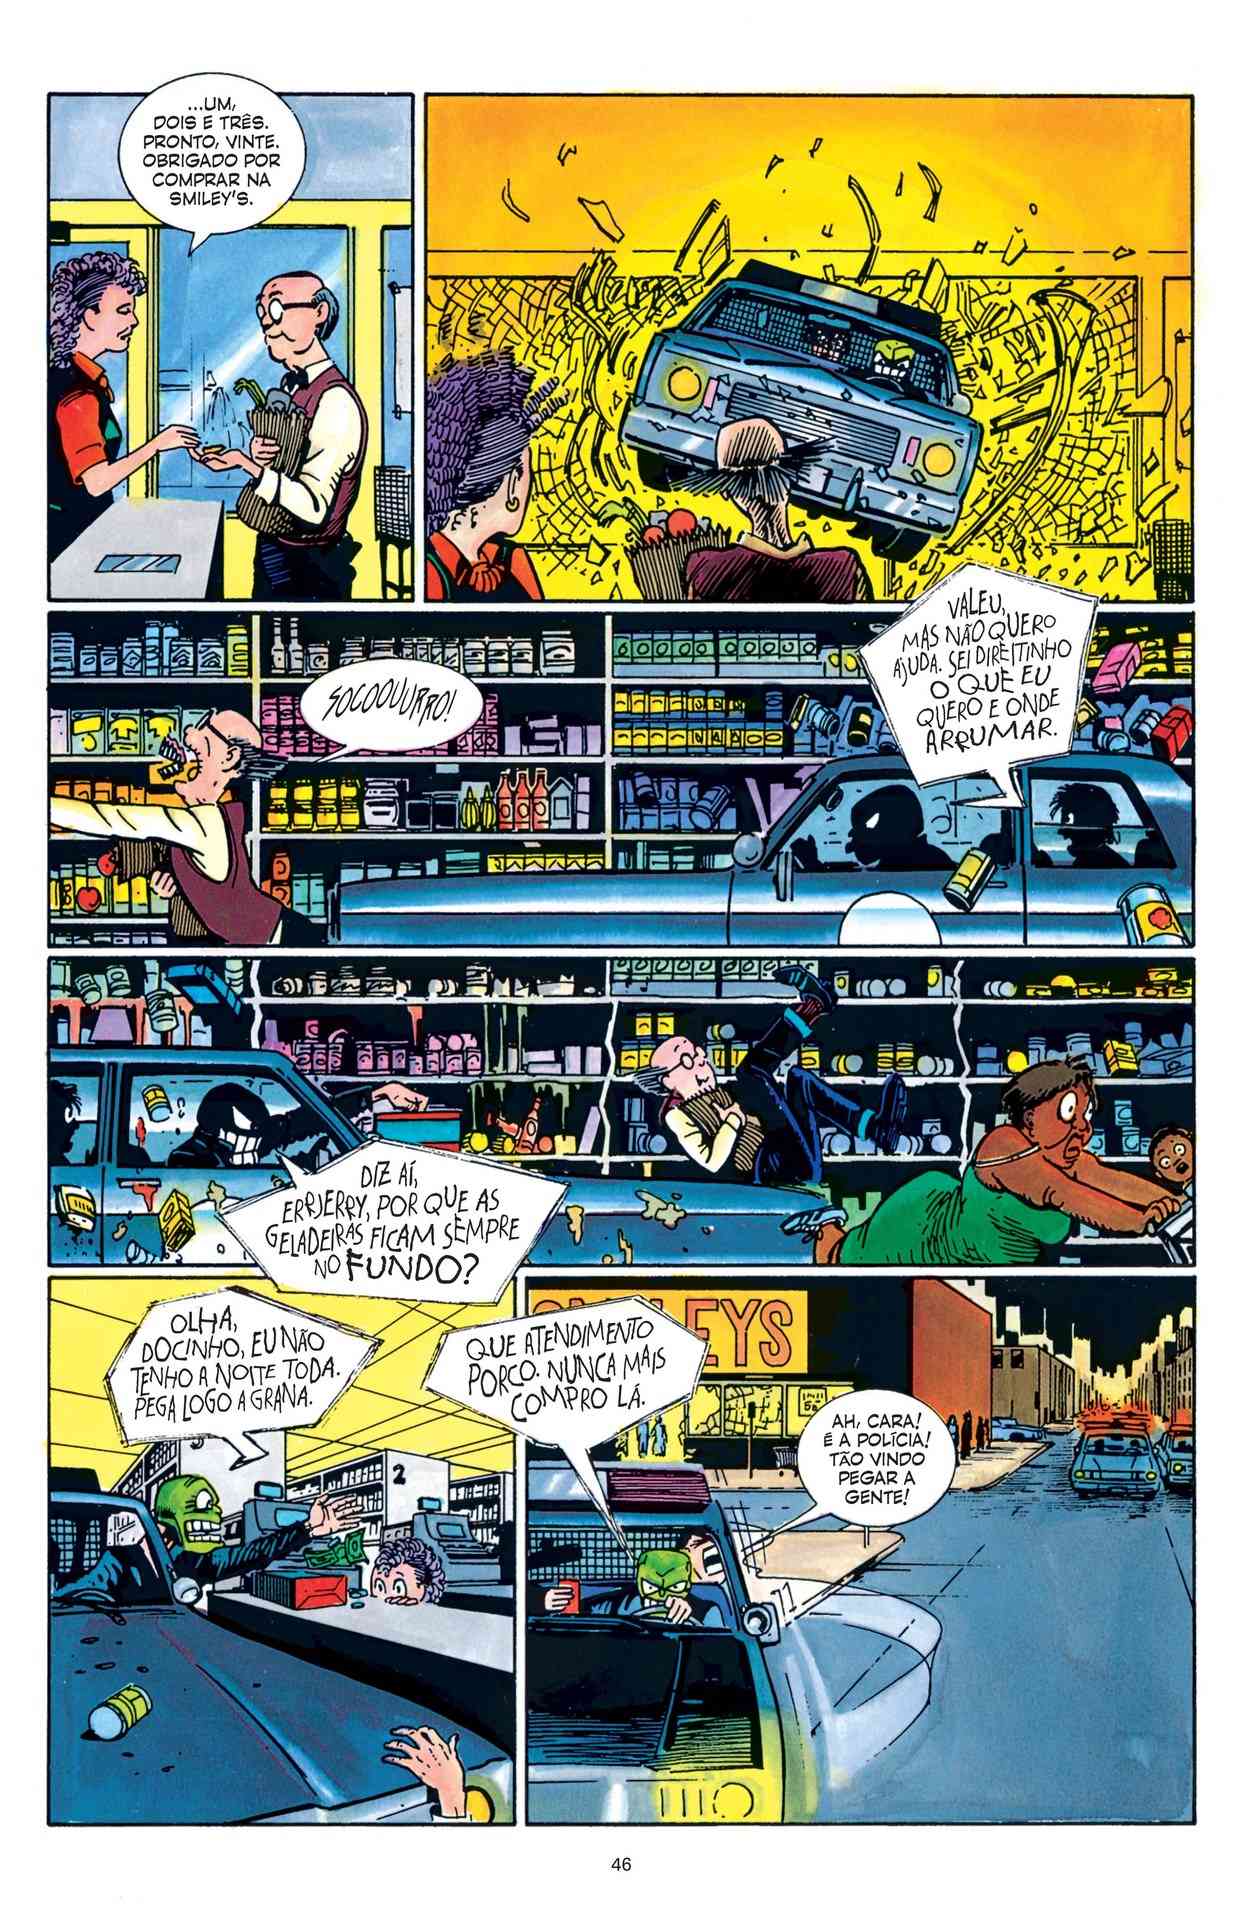 ...UM,
DOIS E TRÊS.
PRONTO, VINTE.
OBRIGADO POR
COMPRAR NA
SMILEY'S.
VALEU,
MAS NÃO QUERO
AJUDA. SEI DIREITINHO
O QUE EU
QUERO E ONDE
ARRUMAR.
SOCOOUURRO!
DIZ AÍ,
ERRJERRY, POR QUE AS
GELADEIRAS FICAM SEMPRE
NO FUNDO?
OLHA,
DOCINHO, EU NÃO
TENHO A NOITE TODA.
PEGA LOGO A GRANA.
2
QUE ATENDIMENTO
PORCO. NUNCA MAIS
COMPRO LÁ.
EYS
AH, CARA!
É A POLÍCIA!
TÃO VINDO
PEGAR A
GENTE!
46